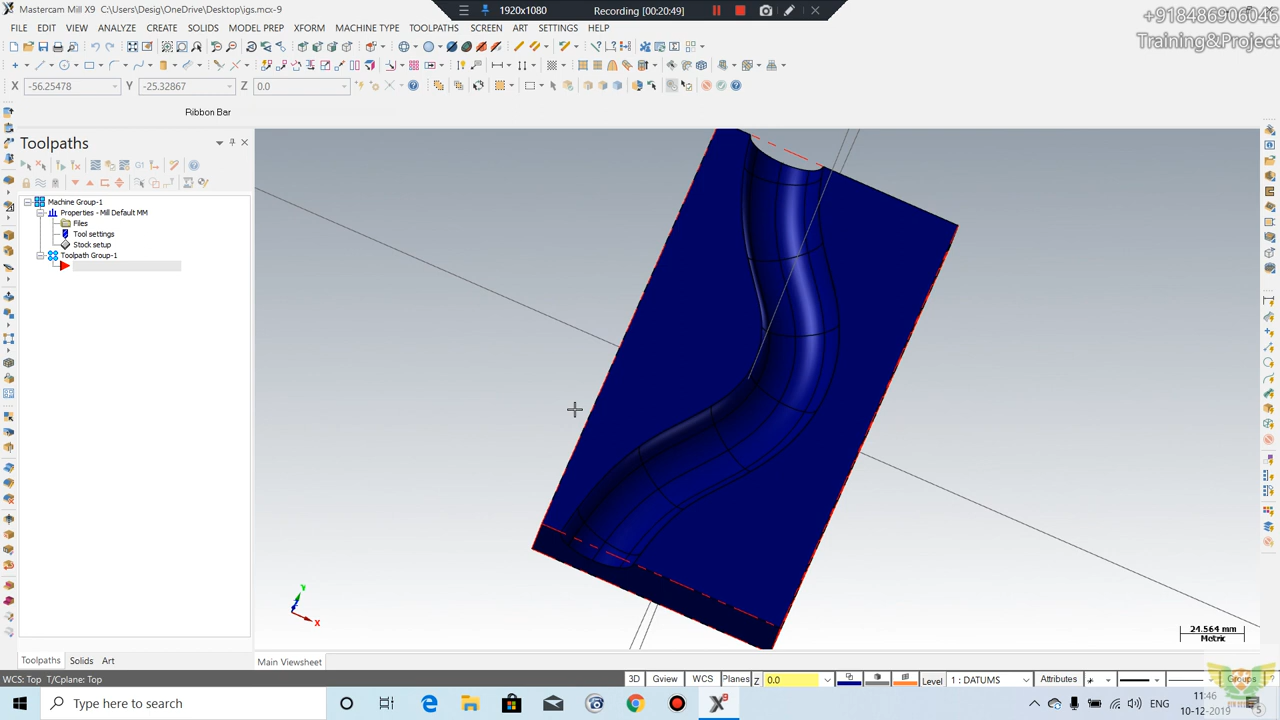 Mastercam Mill X9 C:\Users\Desig\OneDrive\Desktop\igs.mcx-9
1920x1080
Recording [00:20:49]
+918486906046
Training&Project
FILE EDIT VIEW ANALYZE CREATE SOLIDS MODEL PREP XFORM MACHINE TYPE TOOLPATHS SCREEN ART SETTINGS HELP
X -56.25478 Y -25.32867 Z 0.0
Ribbon Bar
Toolpaths
Machine Group-1
Properties - Mill Default MM
Files
Tool settings
Stock setup
Toolpath Group-1
Y
X
24.564 mm
Metric
Toolpaths Solids Art
Main Viewsheet
WCS: Top T/Cplane: Top
3D Gview WCS Planes Z 0.0 Level 1 : DATUMS Attributes Groups ?
Type here to search
ENG
11:46
10-12-2019
5